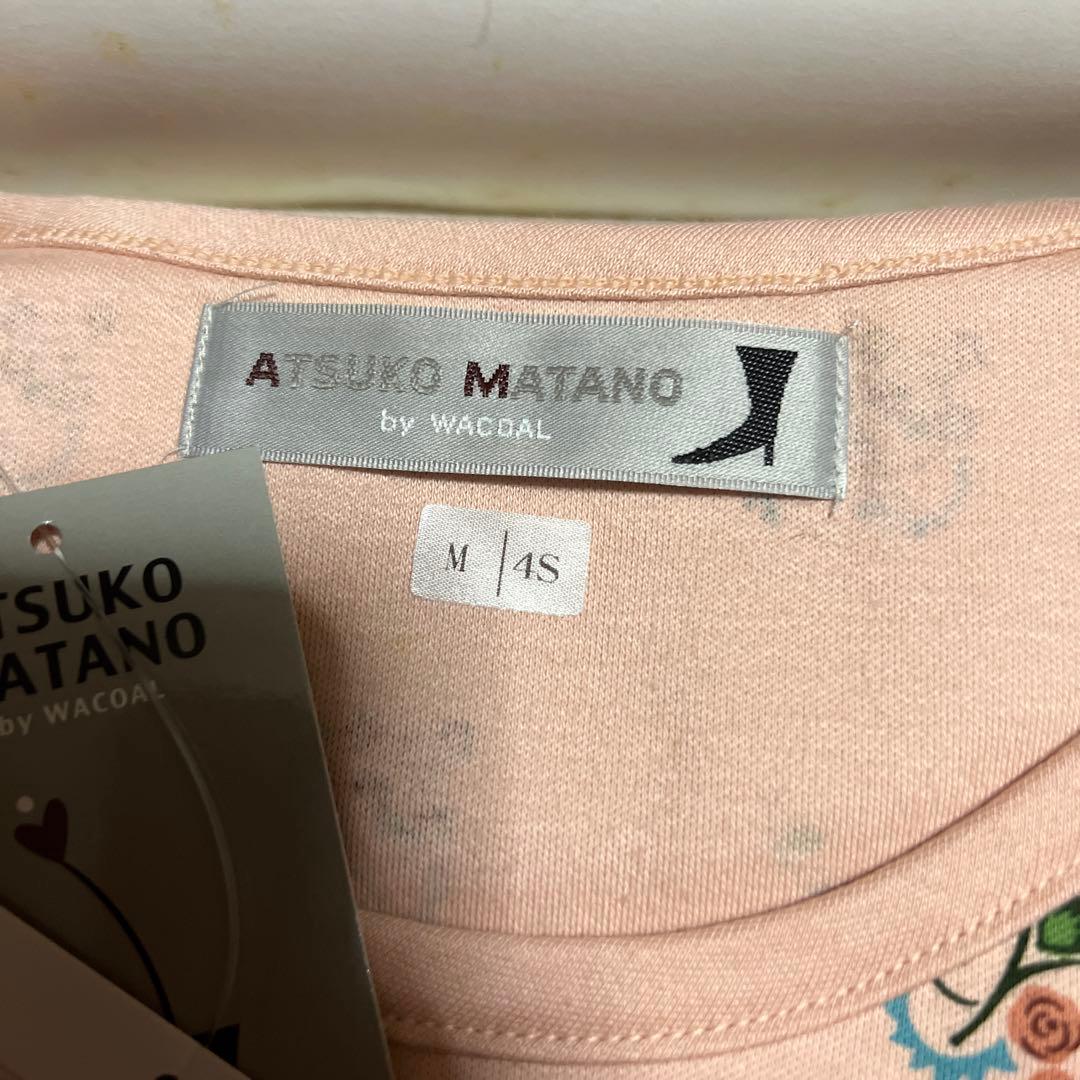 ATSUKO MATANO
by WACOAL
M | 4S
TSUKO
ATANO
by WACOAL